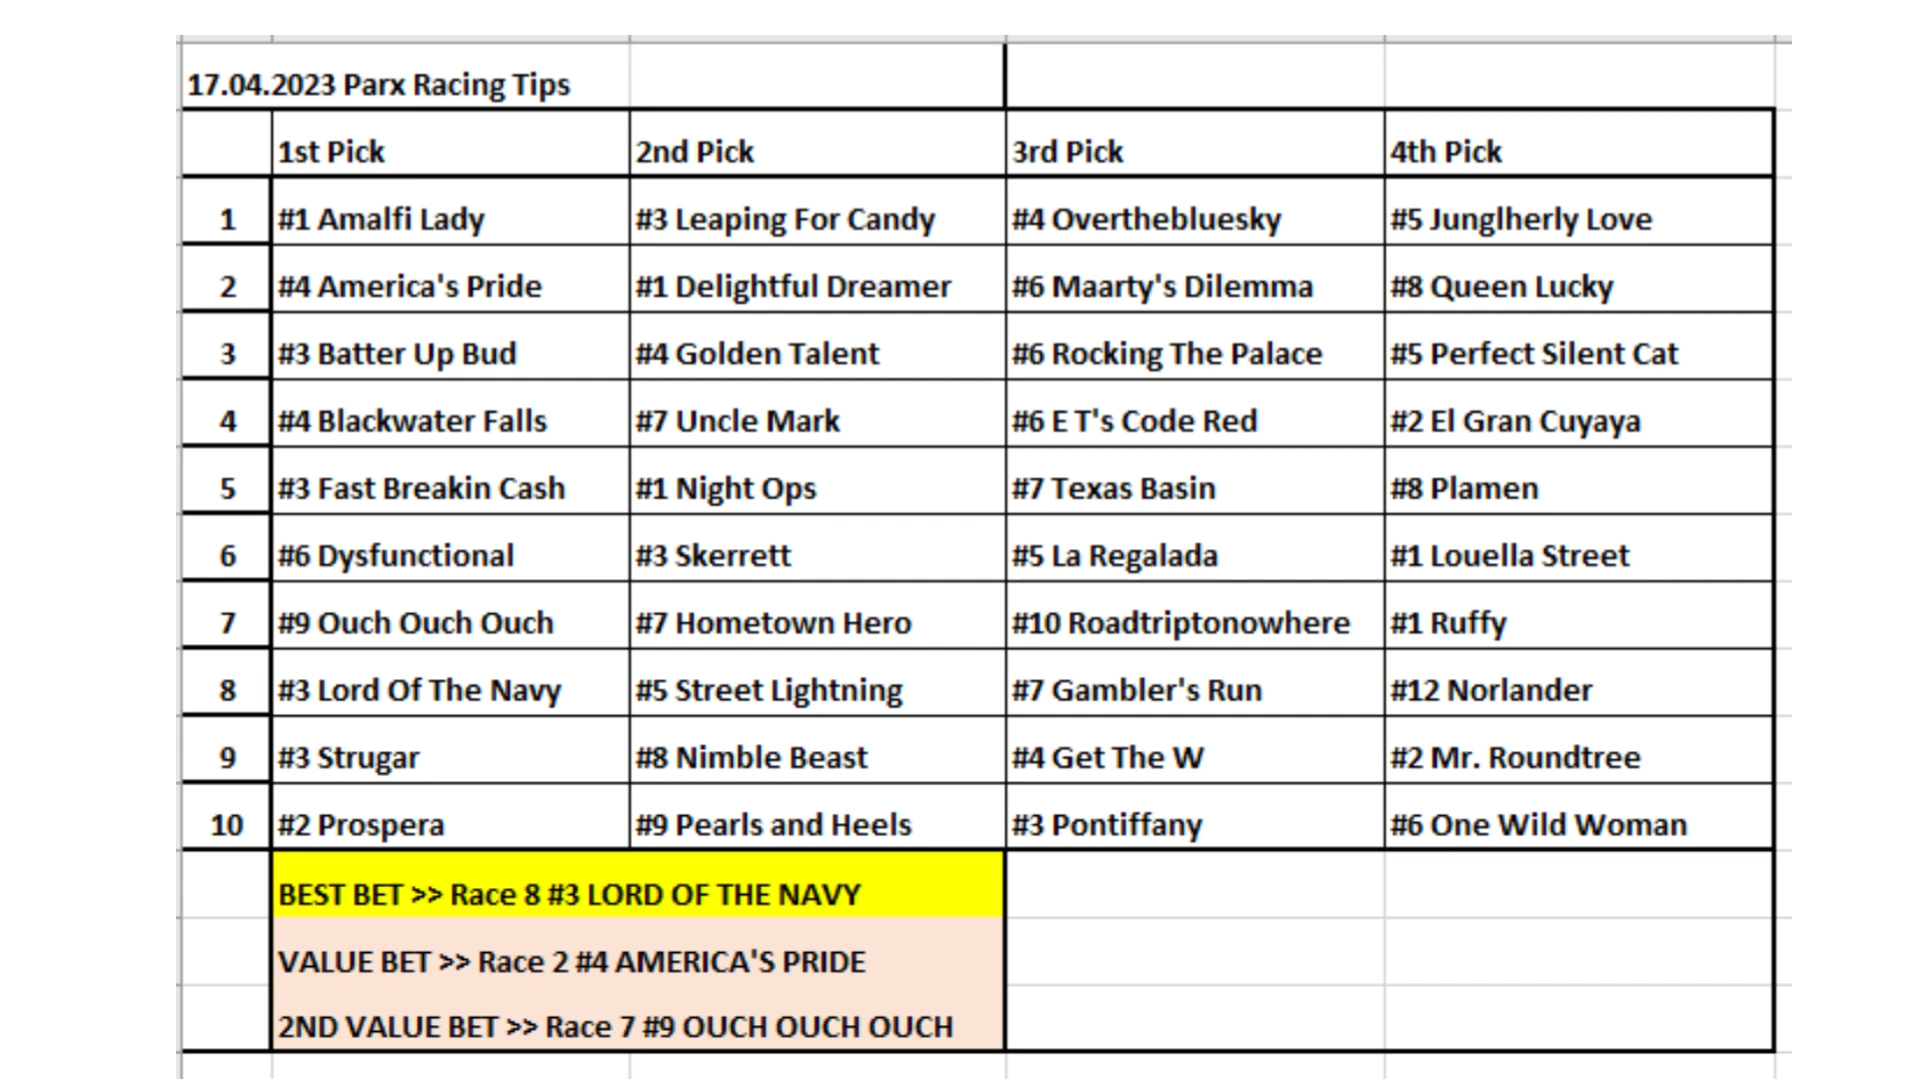 17.04.2023 Parx Racing Tips
1st Pick 2nd Pick 3rd Pick 4th Pick
1 #1 Amalfi Lady #3 Leaping For Candy #4 Overthebluesky #5 Junglherly Love
2 #4 America's Pride #1 Delightful Dreamer #6 Maarty's Dilemma #8 Queen Lucky
3 #3 Batter Up Bud #4 Golden Talent #6 Rocking The Palace #5 Perfect Silent Cat
4 #4 Blackwater Falls #7 Uncle Mark #6 E T's Code Red #2 El Gran Cuyaya
5 #3 Fast Breakin Cash #1 Night Ops #7 Texas Basin #8 Plamen
6 #6 Dysfunctional #3 Skerrett #5 La Regalada #1 Louella Street
7 #9 Ouch Ouch Ouch #7 Hometown Hero #10 Roadtriptonowhere #1 Ruffy
8 #3 Lord Of The Navy #5 Street Lightning #7 Gambler's Run #12 Norlander
9 #3 Strugar #8 Nimble Beast #4 Get The W #2 Mr. Roundtree
10 #2 Prospera #9 Pearls and Heels #3 Pontiffany #6 One Wild Woman
BEST BET >> Race 8 #3 LORD OF THE NAVY
VALUE BET >> Race 2 #4 AMERICA'S PRIDE
2ND VALUE BET >> Race 7 #9 OUCH OUCH OUCH